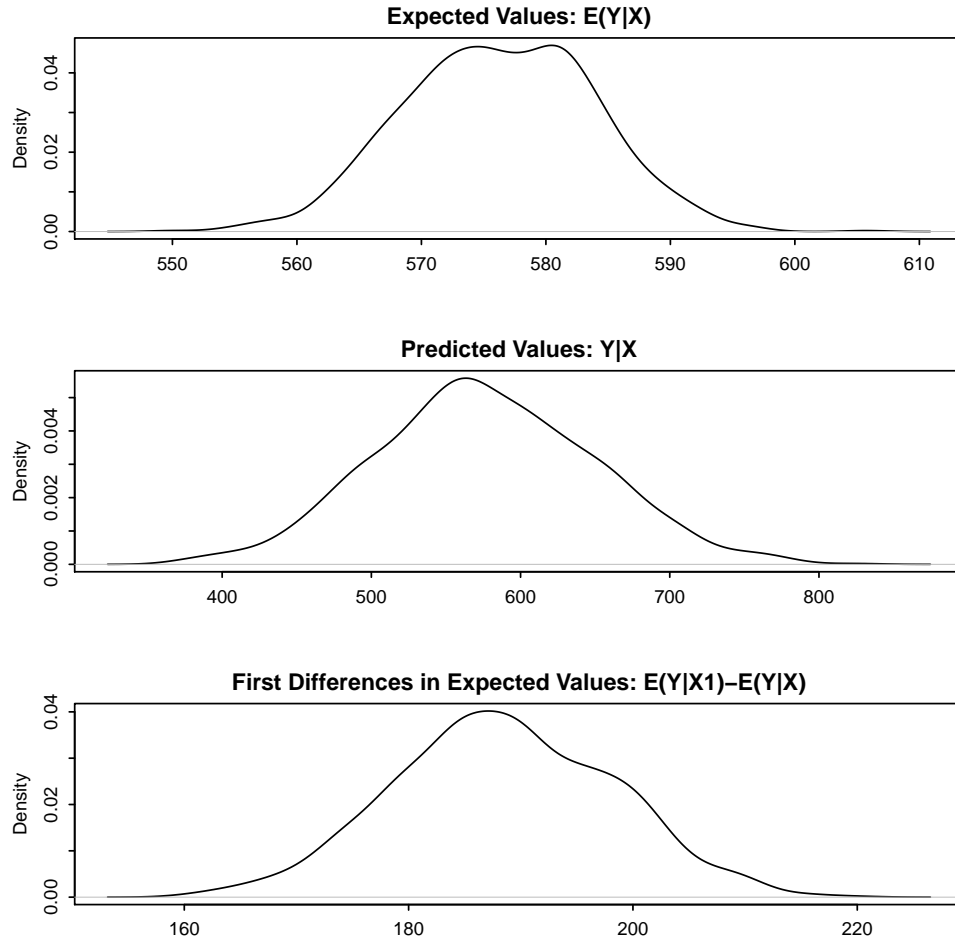 Expected Values: E(Y|X)
Density
0.00 0.02 0.04
550 560 570 580 590 600 610
Predicted Values: Y|X
Density
0.000 0.002 0.004
400 500 600 700 800
First Differences in Expected Values: E(Y|X1)−E(Y|X)
Density
0.00 0.02 0.04
160 180 200 220